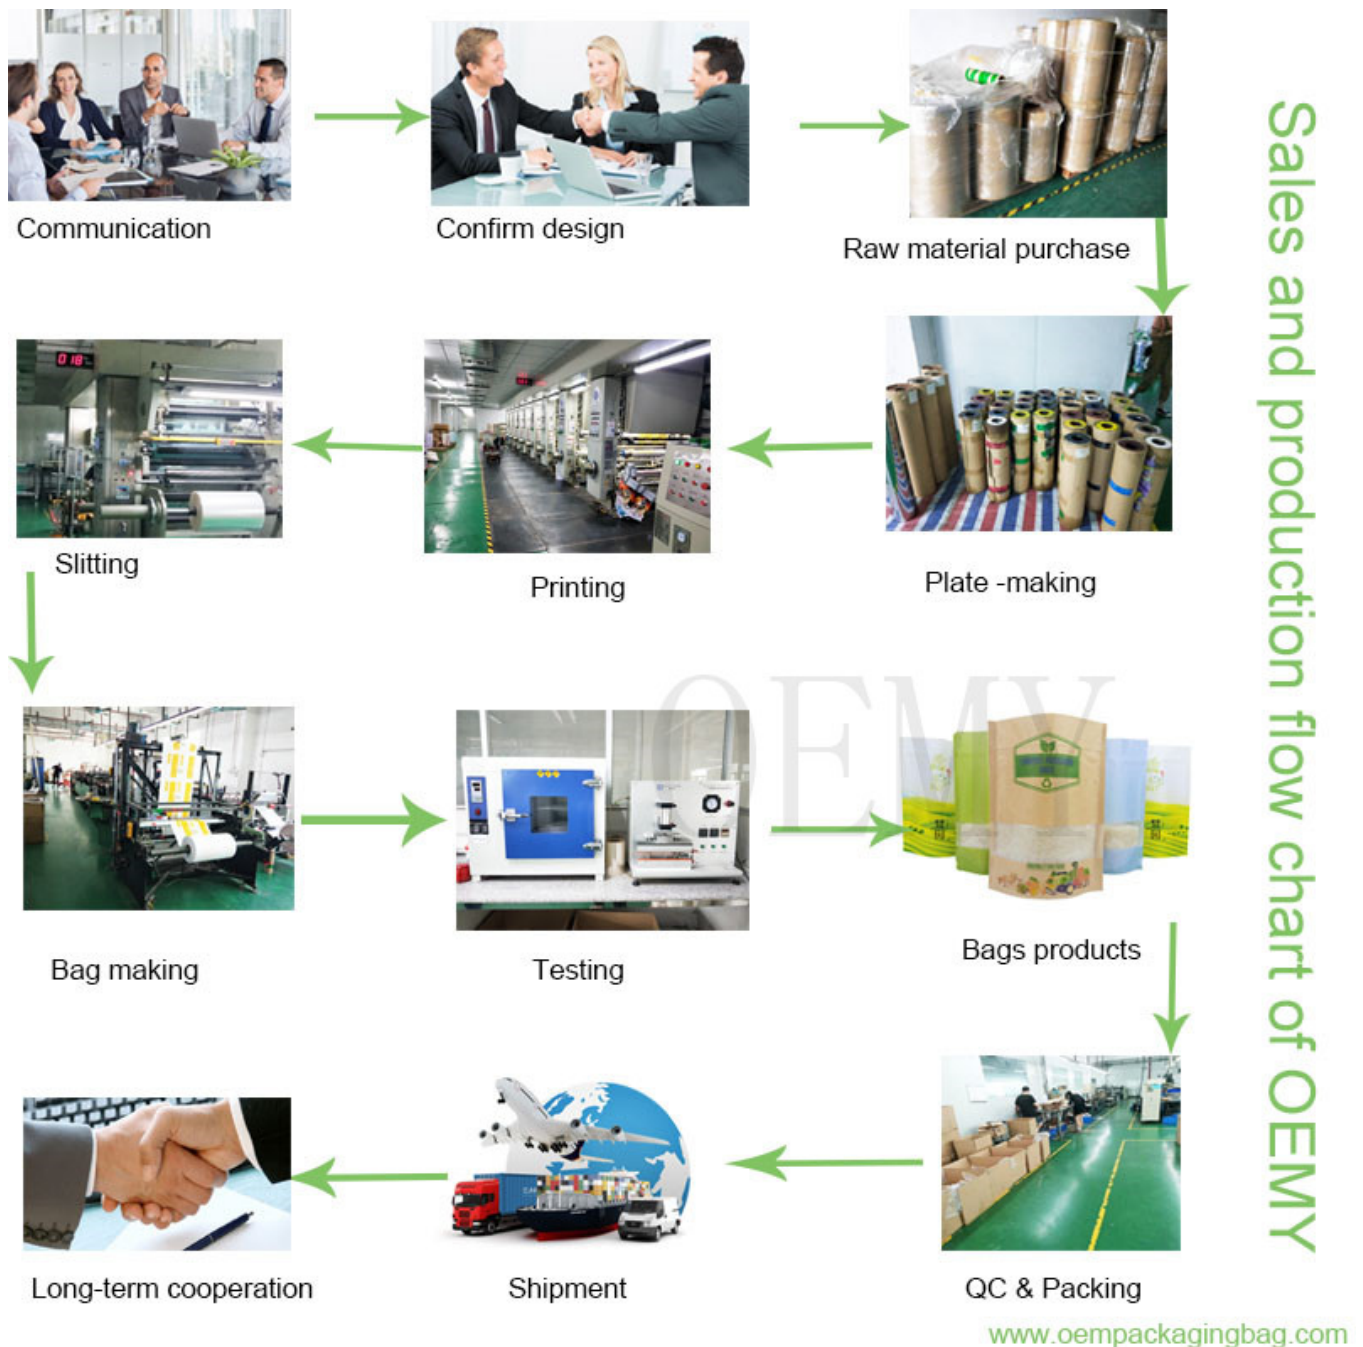 Communication
Confirm design
Raw material purchase
Plate -making
Printing
Slitting
018
Bag making
Testing
Bags products
QC & Packing
Shipment
Long-term cooperation
OEMY
Sales and production flow chart of OEMY
www.oempackagingbag.com